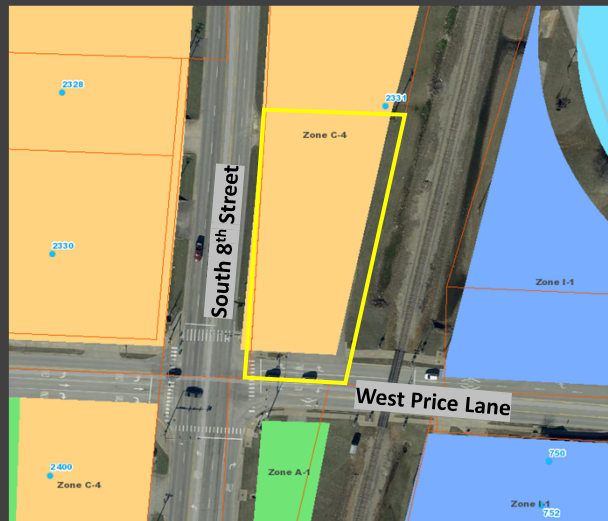 2328
2331
Zone C-4
South 8th Street
2330
Zone I-1
West Price Lane
2400
Zone C-4
Zone A-1
750
Zone I-1
752